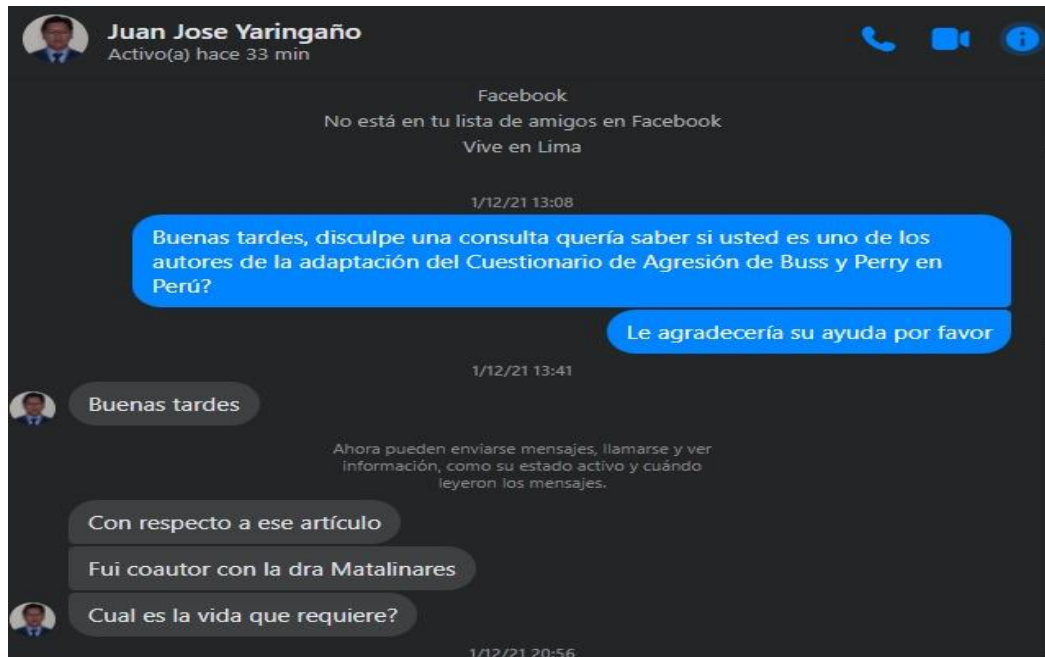 Juan Jose Yaringaño
Activo(a) hace 33 min
Facebook
No está en tu lista de amigos en Facebook
Vive en Lima
1/12/21 13:08
Buenas tardes, disculpe una consulta quería saber si usted es uno de los
autores de la adaptación del Cuestionario de Agresión de Buss y Perry en
Perú?
Le agradecería su ayuda por favor
1/12/21 13:41
Buenas tardes
Ahora pueden enviarse mensajes, llamarse y ver
información, como su estado activo y cuándo
leyeron los mensajes.
Con respecto a ese artículo
Fui coautor con la dra Matalinares
Cual es la vida que requiere?
1/12/21 20:56